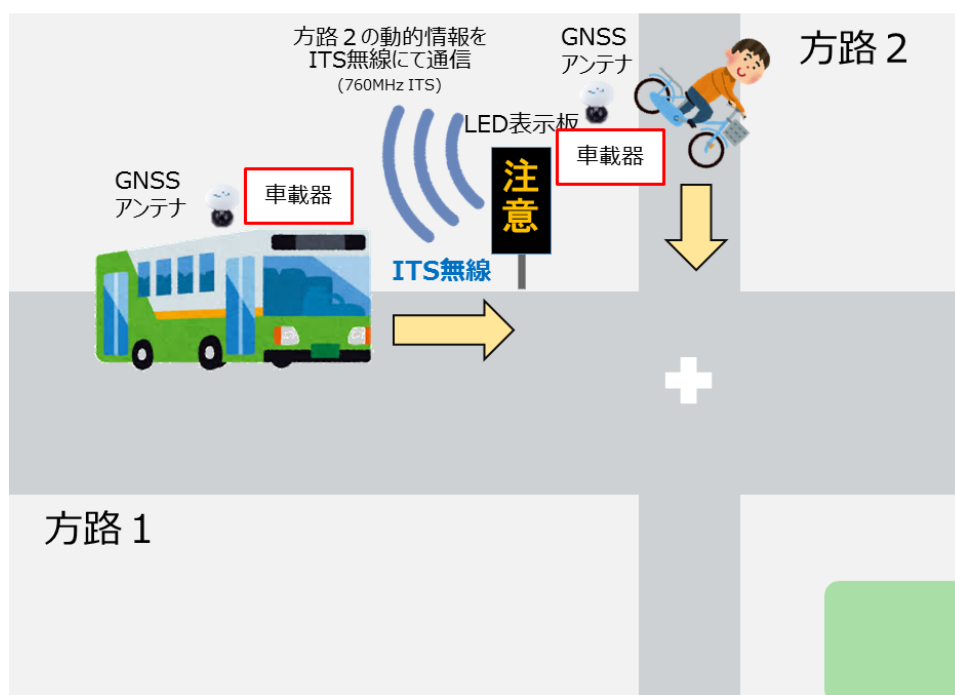 方路２の動的情報を
ITS無線にて通信
(760MHz ITS)
GNSS
アンテナ
方路２
LED表示板
車載器
注
意
GNSS
アンテナ
車載器
ITS無線
方路１